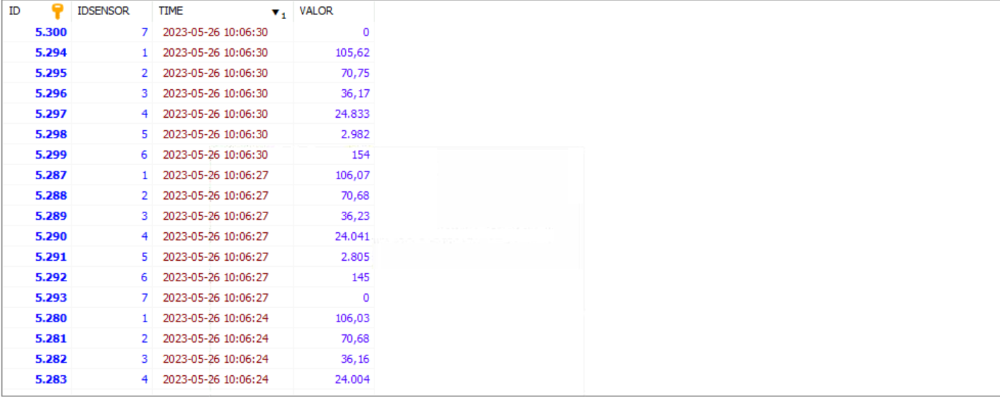 ID IDSENSOR TIME ▼1 VALOR
5.300 7 2023-05-26 10:06:30 0
5.294 1 2023-05-26 10:06:30 105,62
5.295 2 2023-05-26 10:06:30 70,75
5.296 3 2023-05-26 10:06:30 36,17
5.297 4 2023-05-26 10:06:30 24.833
5.298 5 2023-05-26 10:06:30 2.982
5.299 6 2023-05-26 10:06:30 154
5.287 1 2023-05-26 10:06:27 106,07
5.288 2 2023-05-26 10:06:27 70,68
5.289 3 2023-05-26 10:06:27 36,23
5.290 4 2023-05-26 10:06:27 24.041
5.291 5 2023-05-26 10:06:27 2.805
5.292 6 2023-05-26 10:06:27 145
5.293 7 2023-05-26 10:06:27 0
5.280 1 2023-05-26 10:06:24 106,03
5.281 2 2023-05-26 10:06:24 70,68
5.282 3 2023-05-26 10:06:24 36,16
5.283 4 2023-05-26 10:06:24 24.004